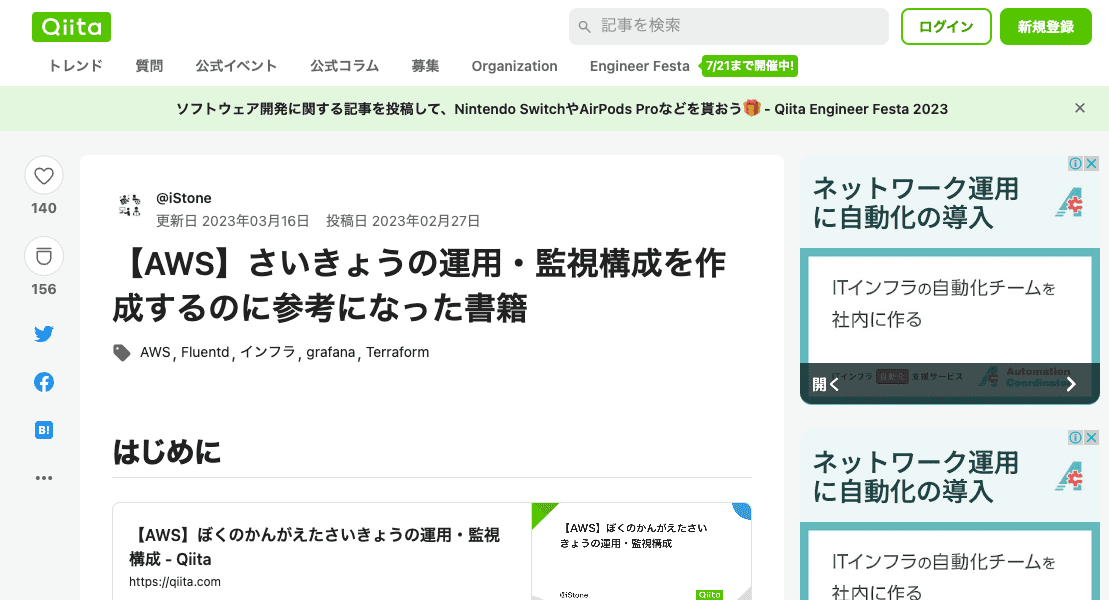 Qiita
記事を検索
ログイン
新規登録
トレンド 質問 公式イベント 公式コラム 募集 Organization Engineer Festa 7/21まで開催中!
ソフトウェア開発に関する記事を投稿して、Nintendo SwitchやAirPods Proなどを貰おう🎁 - Qiita Engineer Festa 2023
140
156
B!
@iStone
更新日 2023年03月16日 投稿日 2023年02月27日
【AWS】さいきょうの運用・監視構成を作
成するのに参考になった書籍
AWS, Fluentd, インフラ, grafana, Terraform
はじめに
【AWS】ぼくのかんがえたさいきょうの運用・監視
構成 - Qiita
https://qiita.com
【AWS】ぼくのかんがえたさい
きょうの運用・監視構成
@iStone
Qiita
ネットワーク運用
に自動化の導入
ITインフラの自動化チームを
社内に作る
ITインフラ 自動化 支援サービス
Automation
Coordinator
開く
ネットワーク運用
に自動化の導入
ITインフラの自動化チームを
社内に作る